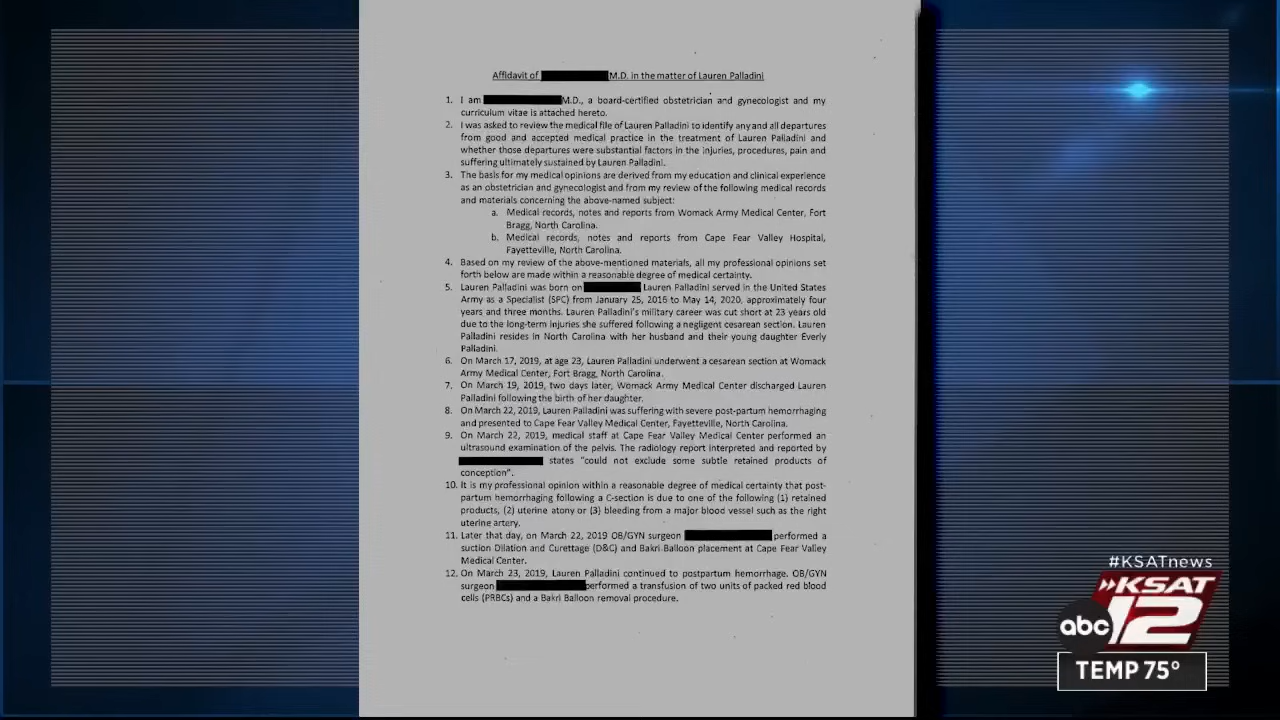 Affidavit of M.D. in the matter of Lauren Palladini
1. I am M.D., a board-certified obstetrician and gynecologist and my
curriculum vitae is attached hereto.
2. I was asked to review the medical file of Lauren Palladini to identify any and all departures
from good and accepted medical practice in the treatment of Lauren Palladini and
whether those departures were substantial factors in the injuries, procedures, pain and
suffering ultimately sustained by Lauren Palladini.
3. The basis for my medical opinions are derived from my education and clinical experience
as an obstetrician and gynecologist and from my review of the following medical records
and materials concerning the above-named subject:
a. Medical records, notes and reports from Womack Army Medical Center, Fort
Bragg, North Carolina.
b. Medical records, notes and reports from Cape Fear Valley Hospital,
Fayetteville, North Carolina.
4. Based on my review of the above-mentioned materials, all my professional opinions set
forth below are made within a reasonable degree of medical certainty.
5. Lauren Palladini was born on Lauren Palladini served in the United States
Army as a Specialist (SPC) from January 25, 2016 to May 14, 2020, approximately four
years and three months. Lauren Palladini's military career was cut short at 23 years old
due to the long-term injuries she suffered following a negligent cesarean section. Lauren
Palladini resides in North Carolina with her husband and their young daughter Everly
Palladini.
6. On March 17, 2019, at age 23, Lauren Palladini underwent a cesarean section at Womack
Army Medical Center, Fort Bragg, North Carolina.
7. On March 19, 2019, two days later, Womack Army Medical Center discharged Lauren
Palladini following the birth of her daughter.
8. On March 22, 2019, Lauren Palladini was suffering with severe post-partum hemorrhaging
and presented to Cape Fear Valley Medical Center, Fayetteville, North Carolina.
9. On March 22, 2019, medical staff at Cape Fear Valley Medical Center performed an
ultrasound examination of the pelvis. The radiology report interpreted and reported by
states "could not exclude some subtle retained products of
conception".
10. It is my professional opinion within a reasonable degree of medical certainty that post-
partum hemorrhaging following a C-section is due to one of the following (1) retained
products, (2) uterine atony or (3) bleeding from a major blood vessel such as the right
uterine artery.
11. Later that day, on March 22, 2019 OB/GYN surgeon performed a
suction Dilation and Curettage (D&C) and Bakri-Balloon placement at Cape Fear Valley
Medical Center.
12. On March 23, 2019, Lauren Palladini continued to postpartum hemorrhage. OB/GYN
surgeon performed a transfusion of two units of packed red blood
cells (PRBCs) and a Bakri Balloon removal procedure.
#KSATnews
KSAT
abc 12
TEMP 75°